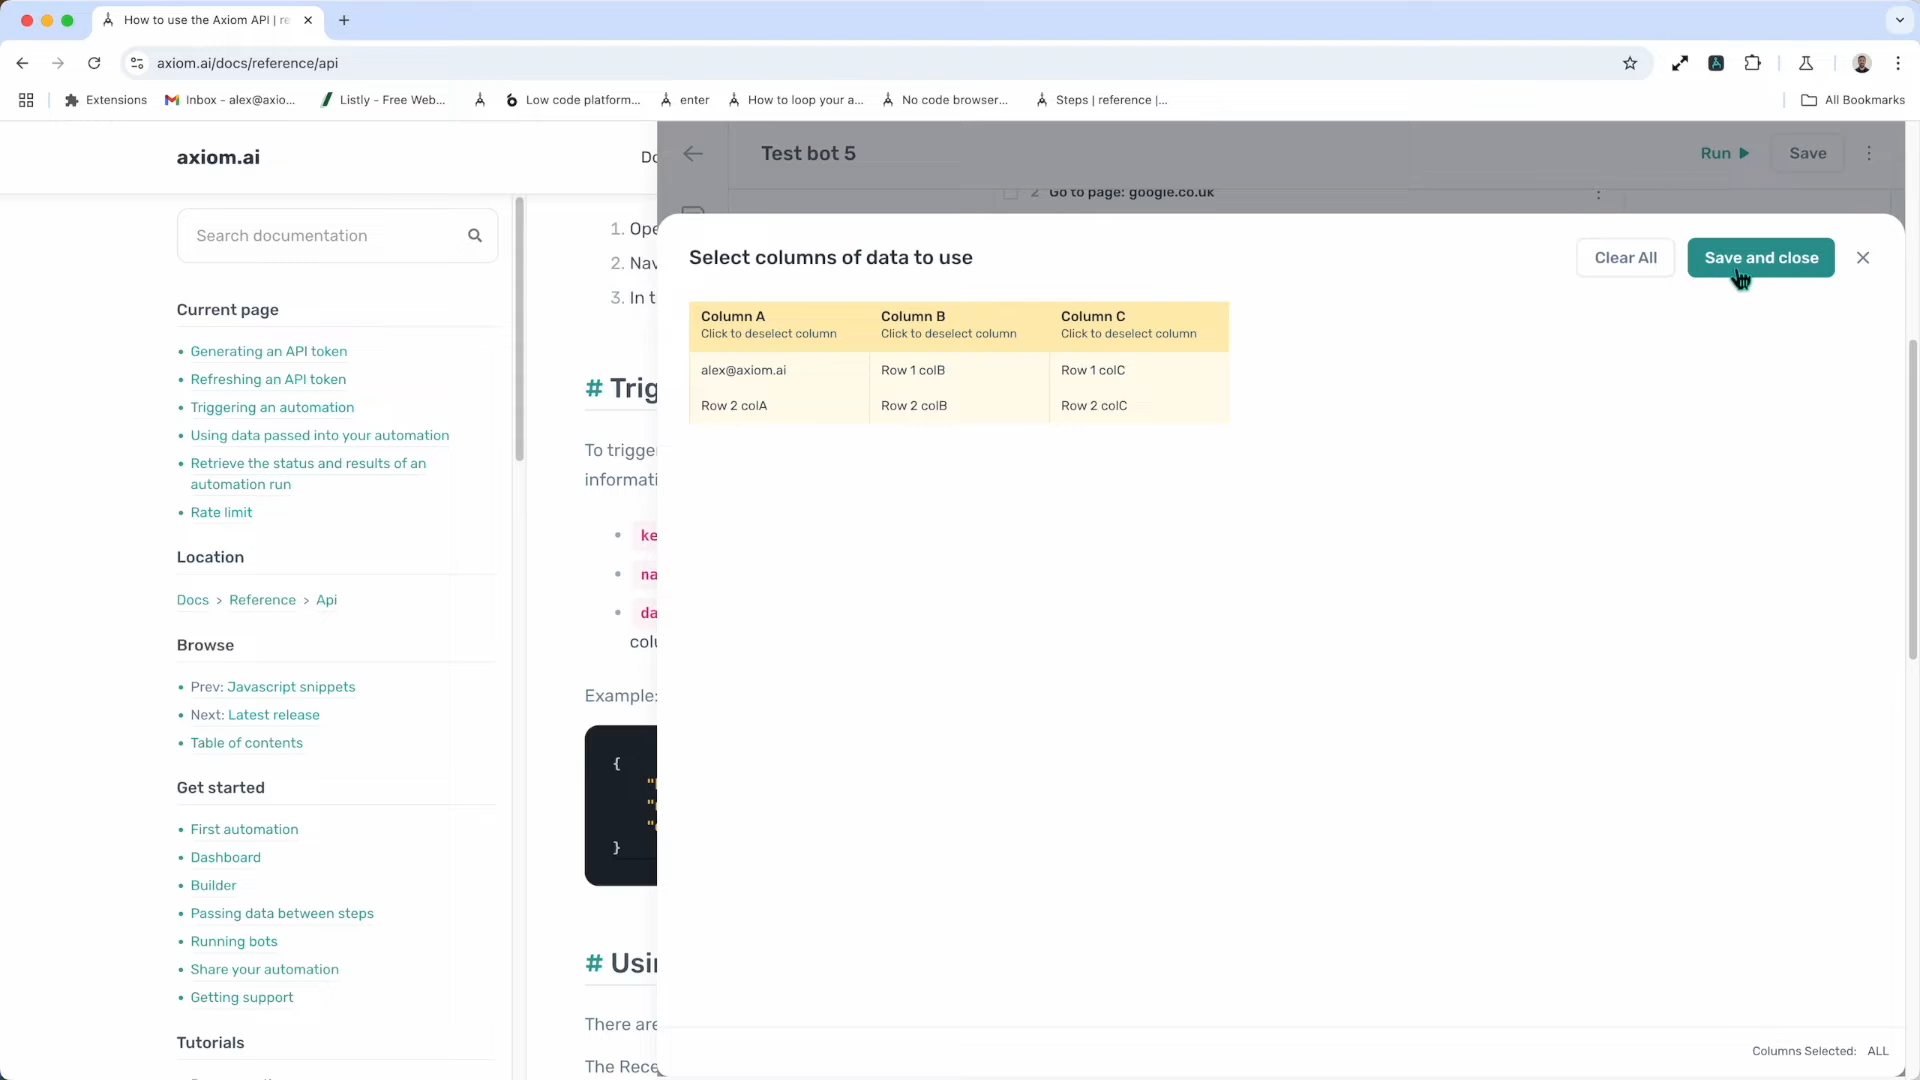 How to use the Axiom API | re
axiom.ai/docs/reference/api
Extensions
Inbox - alex@axio...
Listly - Free Web...
Low code platform...
enter
How to loop your a...
No code browser...
Steps | reference |...
All Bookmarks
axiom.ai
Do
Test bot 5
Run
Save
2 Go to page: google.co.uk
Search documentation
Current page
Generating an API token
Refreshing an API token
Triggering an automation
Using data passed into your automation
Retrieve the status and results of an
automation run
Rate limit
Location
Docs > Reference > Api
Browse
Prev: Javascript snippets
Next: Latest release
Table of contents
Get started
First automation
Dashboard
Builder
Passing data between steps
Running bots
Share your automation
Getting support
Tutorials
1. Ope
2. Nav
3. In t
# Trig
To trigge
informati
ke
na
da
colu
Example:
{
}
# Usin
There are
The Rece
Select columns of data to use
Clear All
Save and close
Column A Column B Column C
Click to deselect column Click to deselect column Click to deselect column
alex@axiom.ai Row 1 colB Row 1 colC
Row 2 colA Row 2 colB Row 2 colC
Columns Selected: ALL